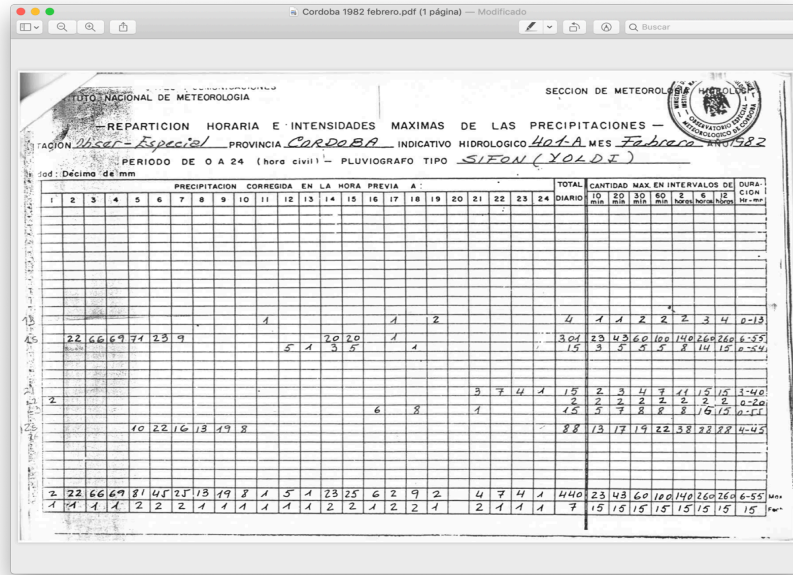 Cordoba 1982 febrero.pdf (1 página) — Modificado
Buscar
NACIONAL DE METEOROLOGIA
SECCION DE METEOROLOGIA HIDROLOGICA
OBSERVATORIO ESPECIAL METEOROLOGICO DE CORDOBA
—REPARTICION HORARIA E INTENSIDADES MAXIMAS DE LAS PRECIPITACIONES—
Obser-Especial PROVINCIA CORDOBA INDICATIVO HIDROLOGICO 401-A MES Febrero AÑO 1982
PERIODO DE 0 A 24 (hora civil) — PLUVIOGRAFO TIPO SIFON (YOLDI)
Décima de mm
PRECIPITACION CORREGIDA EN LA HORA PREVIA A: TOTAL DIARIO CANTIDAD MAX. EN INTERVALOS DE DURACION
1 2 3 4 5 6 7 8 9 10 11 12 13 14 15 16 17 18 19 20 21 22 23 24 10 min 20 min 30 min 60 min 2 horas 6 horas 12 horas Hr-mn
1 1 2 4 1 1 2 2 2 3 4 0-13
15 22 66 69 71 23 9 20 20 1 301 23 43 60 100 140 260 260 6-55
5 1 3 5 1 15 3 5 5 5 8 14 15 0-54
3 7 4 1 15 2 3 4 7 11 15 15 3-40
2 2 2 2 2 2 2 2 2 0-20
6 8 1 15 5 7 8 8 8 15 15 0-55
10 22 16 13 19 8 88 13 17 19 22 38 88 88 4-45
2 22 66 69 81 45 25 13 19 8 1 5 1 23 25 6 2 9 2 4 7 4 1 440 23 43 60 100 140 260 260 6-55
1 1 1 1 2 2 2 1 1 1 1 1 1 2 2 1 2 2 1 2 1 1 1 7 15 15 15 15 15 15 15 15